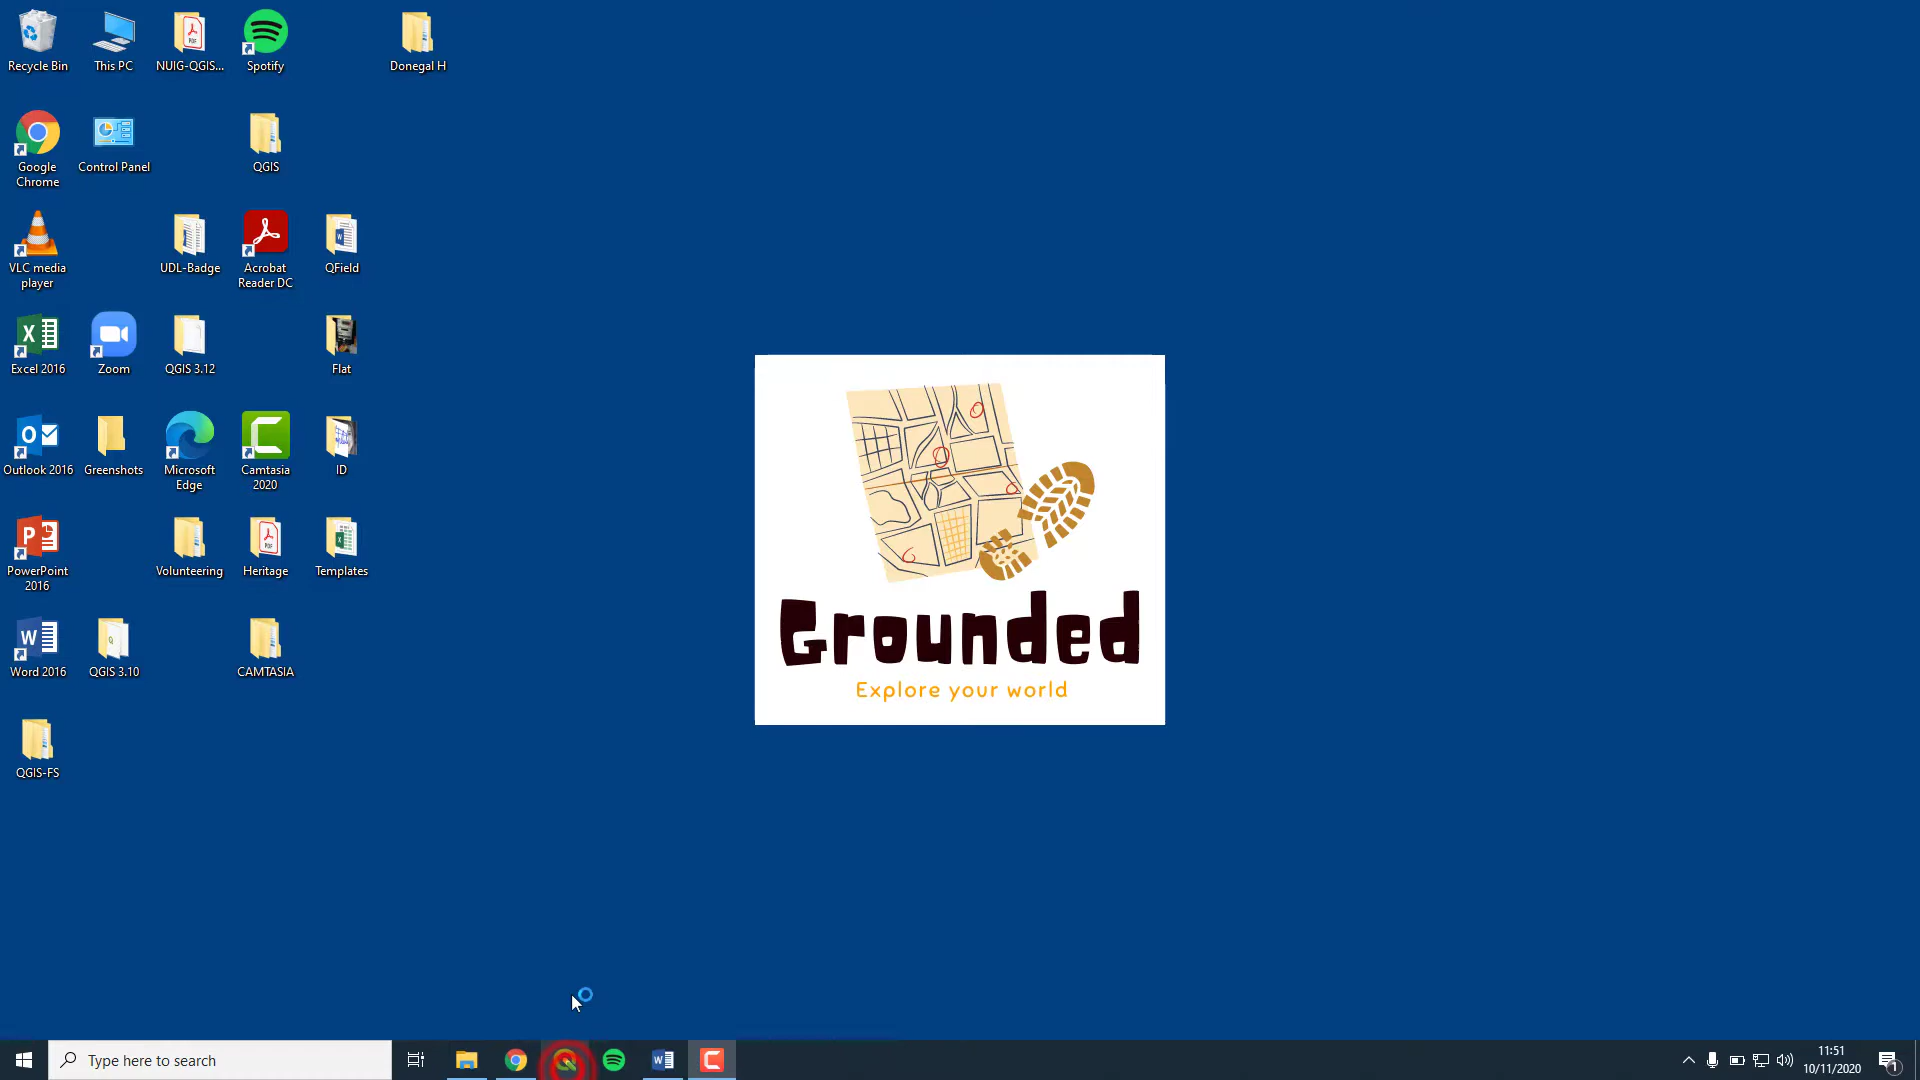 Recycle Bin
This PC
NUIG-QGIS...
Spotify
Donegal H
Google
Chrome
Control Panel
QGIS
VLC media
player
UDL-Badge
Acrobat
Reader DC
QField
Excel 2016
Zoom
QGIS 3.12
Flat
Outlook 2016
Greenshots
Microsoft
Edge
Camtasia
2020
ID
PowerPoint
2016
Volunteering
Heritage
Templates
Word 2016
QGIS 3.10
CAMTASIA
QGIS-FS
Grounded
Explore your world
Type here to search
11:51
10/11/2020
1